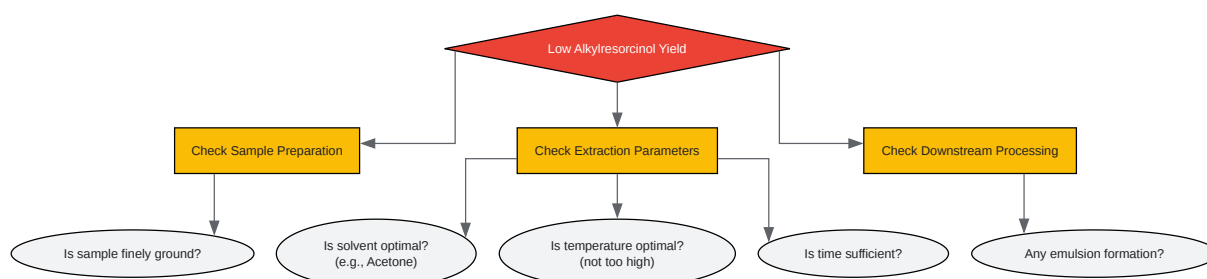 Low Alkylresorcinol Yield
Check Sample Preparation
Check Extraction Parameters
Check Downstream Processing
Is sample finely ground?
Is solvent optimal?
(e.g., Acetone)
Is temperature optimal?
(not too high)
Is time sufficient?
Any emulsion formation?